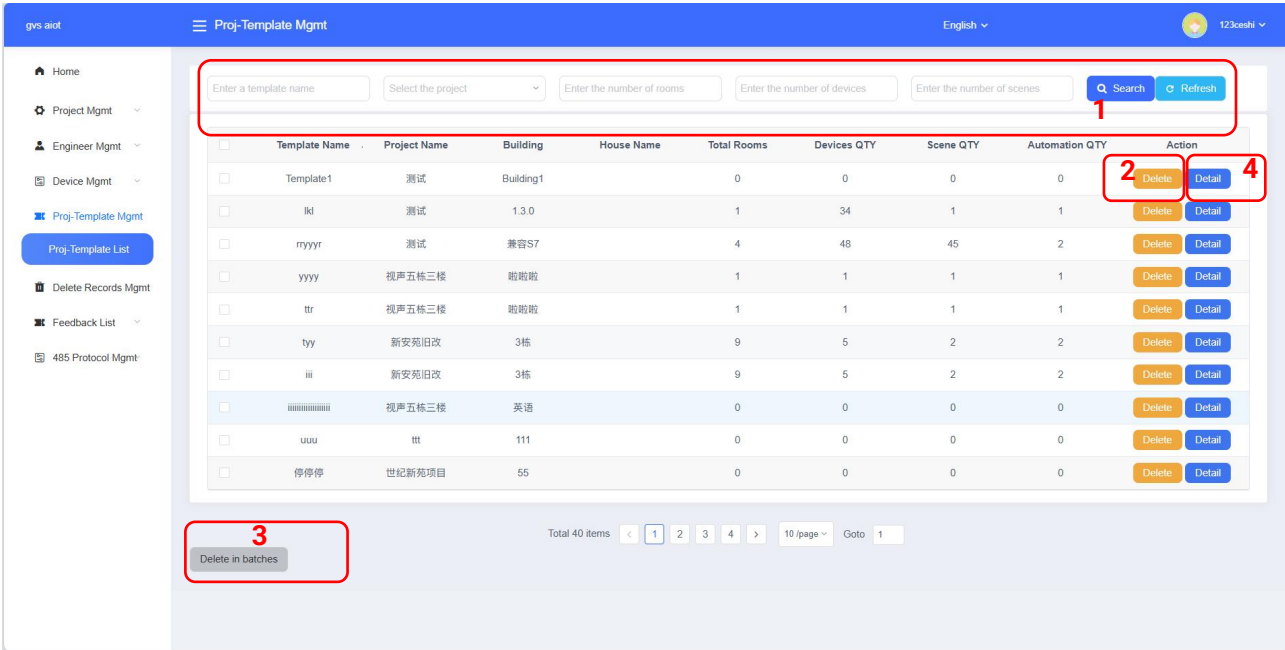 gvs aiot
Proj-Template Mgmt
English
123ceshi
Home
Project Mgmt
Engineer Mgmt
Device Mgmt
Proj-Template Mgmt
Proj-Template List
Delete Records Mgmt
Feedback List
485 Protocol Mgmt
Enter a template name Select the project Enter the number of rooms Enter the number of devices Enter the number of scenes Search Refresh
1
Template Name Project Name Building House Name Total Rooms Devices QTY Scene QTY Automation QTY Action
Template1 测试 Building1 0 0 0 0 2 Delete Detail 4
lkl 测试 1.3.0 1 34 1 1 Delete Detail
rryyyr 测试 兼容S7 4 48 45 2 Delete Detail
yyyy 视声五栋三楼 啦啦啦 1 1 1 1 Delete Detail
ttr 视声五栋三楼 啦啦啦 1 1 1 1 Delete Detail
tyy 新安苑旧改 3栋 9 5 2 2 Delete Detail
iii 新安苑旧改 3栋 9 5 2 2 Delete Detail
视声五栋三楼 英语 0 0 0 0 Delete Detail
uuu ttt 111 0 0 0 0 Delete Detail
停停停 世纪新苑项目 55 0 0 0 0 Delete Detail
3
Delete in batches
Total 40 items < 1 2 3 4 > 10 /page Goto 1